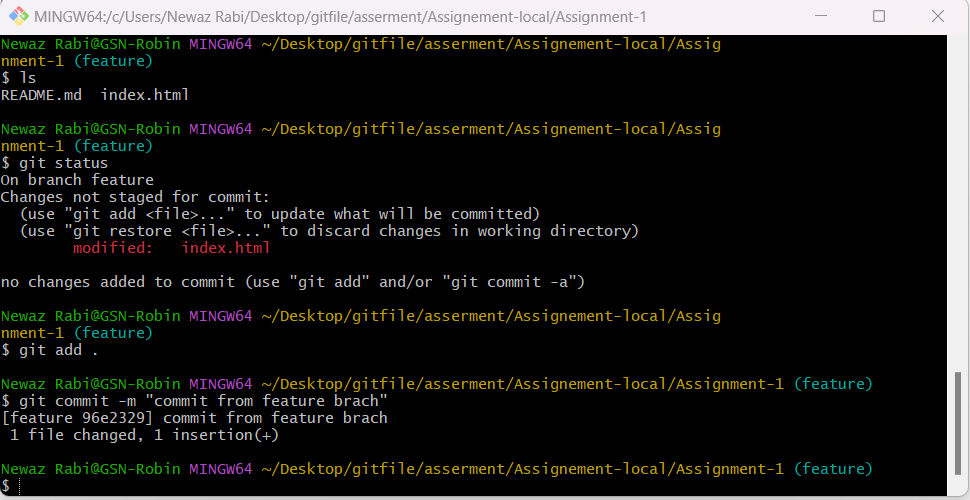 MINGW64:/c/Users/Newaz Rabi/Desktop/gitfile/asserment/Assignement-local/Assignment-1
Newaz Rabi@GSN-Robin MINGW64 ~/Desktop/gitfile/asserment/Assignement-local/Assig
nment-1 (feature)
$ ls
README.md  index.html
Newaz Rabi@GSN-Robin MINGW64 ~/Desktop/gitfile/asserment/Assignement-local/Assig
nment-1 (feature)
$ git status
On branch feature
Changes not staged for commit:
  (use "git add <file>..." to update what will be committed)
  (use "git restore <file>..." to discard changes in working directory)
        modified:   index.html
no changes added to commit (use "git add" and/or "git commit -a")
Newaz Rabi@GSN-Robin MINGW64 ~/Desktop/gitfile/asserment/Assignement-local/Assig
nment-1 (feature)
$ git add .
Newaz Rabi@GSN-Robin MINGW64 ~/Desktop/gitfile/asserment/Assignement-local/Assignment-1 (feature)
$ git commit -m "commit from feature brach"
[feature 96e2329] commit from feature brach
 1 file changed, 1 insertion(+)
Newaz Rabi@GSN-Robin MINGW64 ~/Desktop/gitfile/asserment/Assignement-local/Assignment-1 (feature)
$